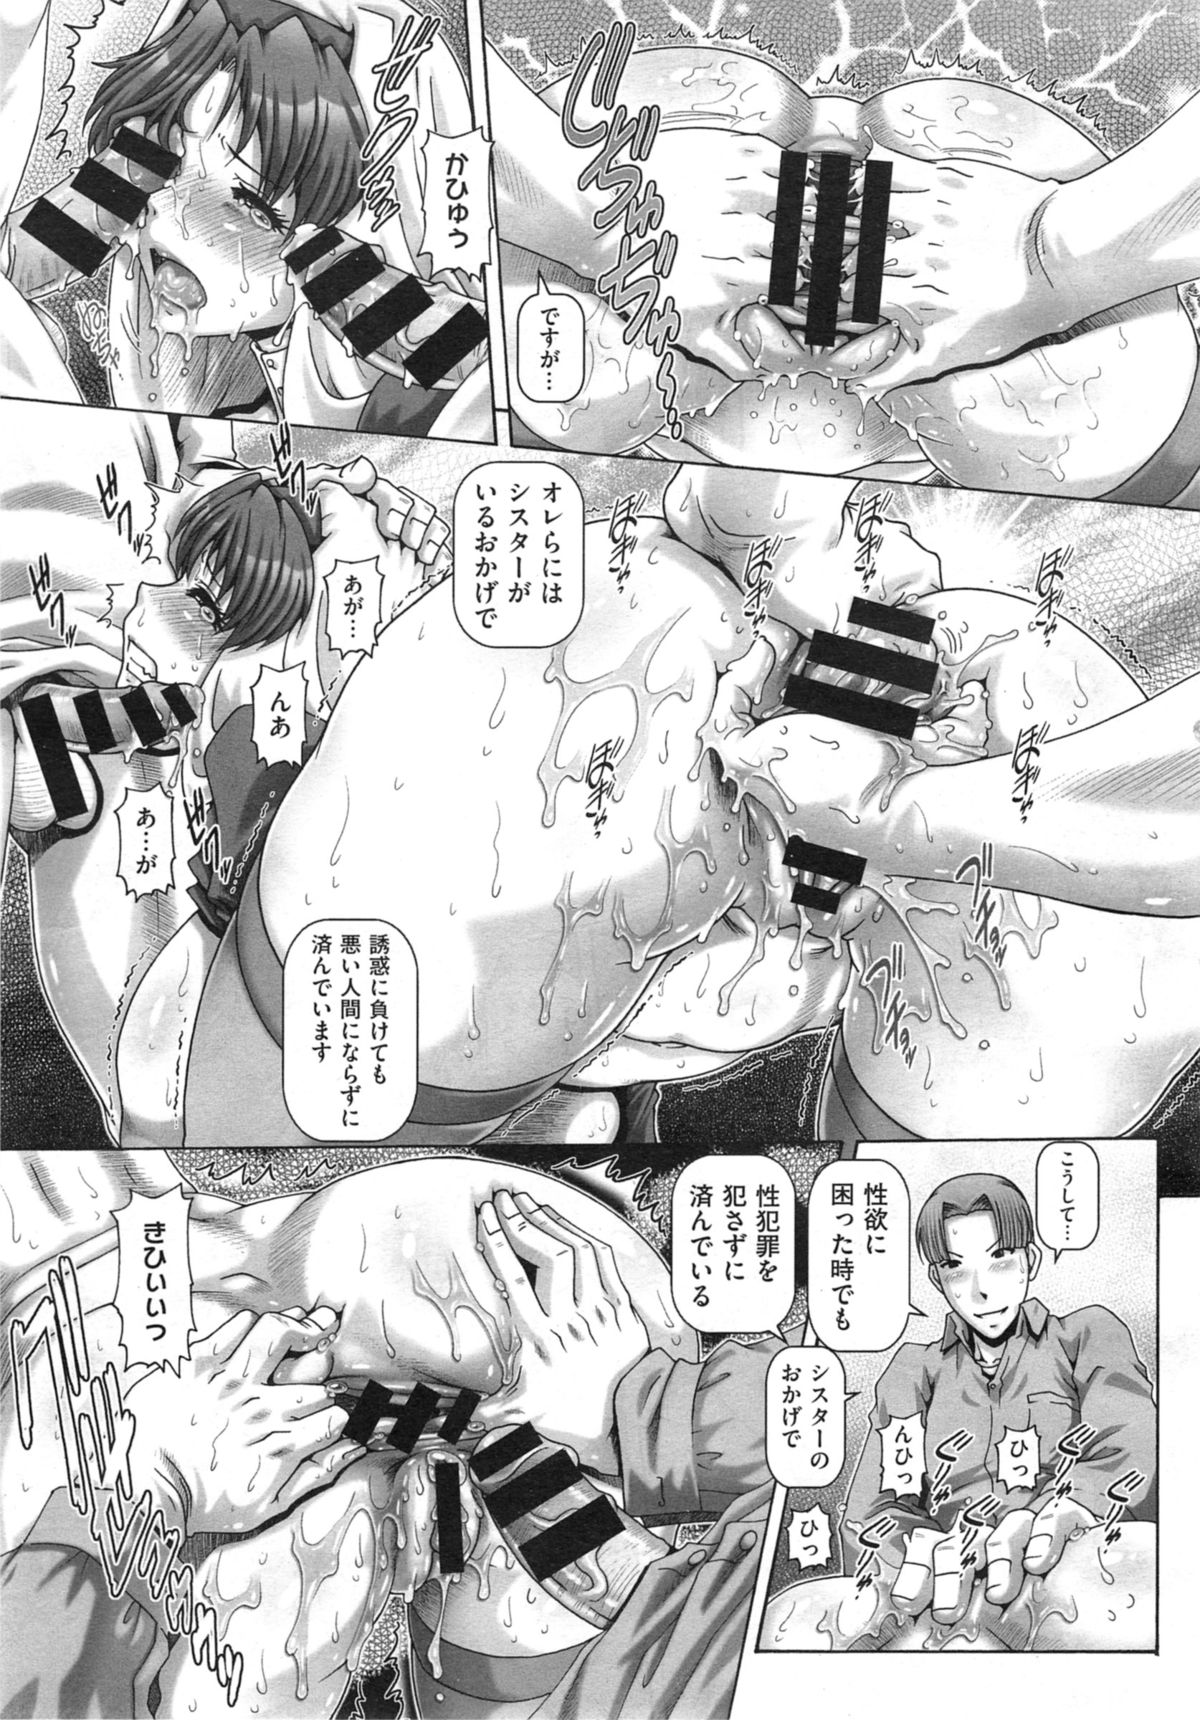 ですが…
かひゅぅ
オレらには
シスターが
いるおかげで
あが…
んあ
あ…が
誘惑に負けても
悪い人間にならずに
済んでいます
こうして…
性欲に
困った時でも
シスターの
おかげで
んひっ
ひっ
ひっ
性犯罪を
犯さずに
済んでいる
きひぃぃっ